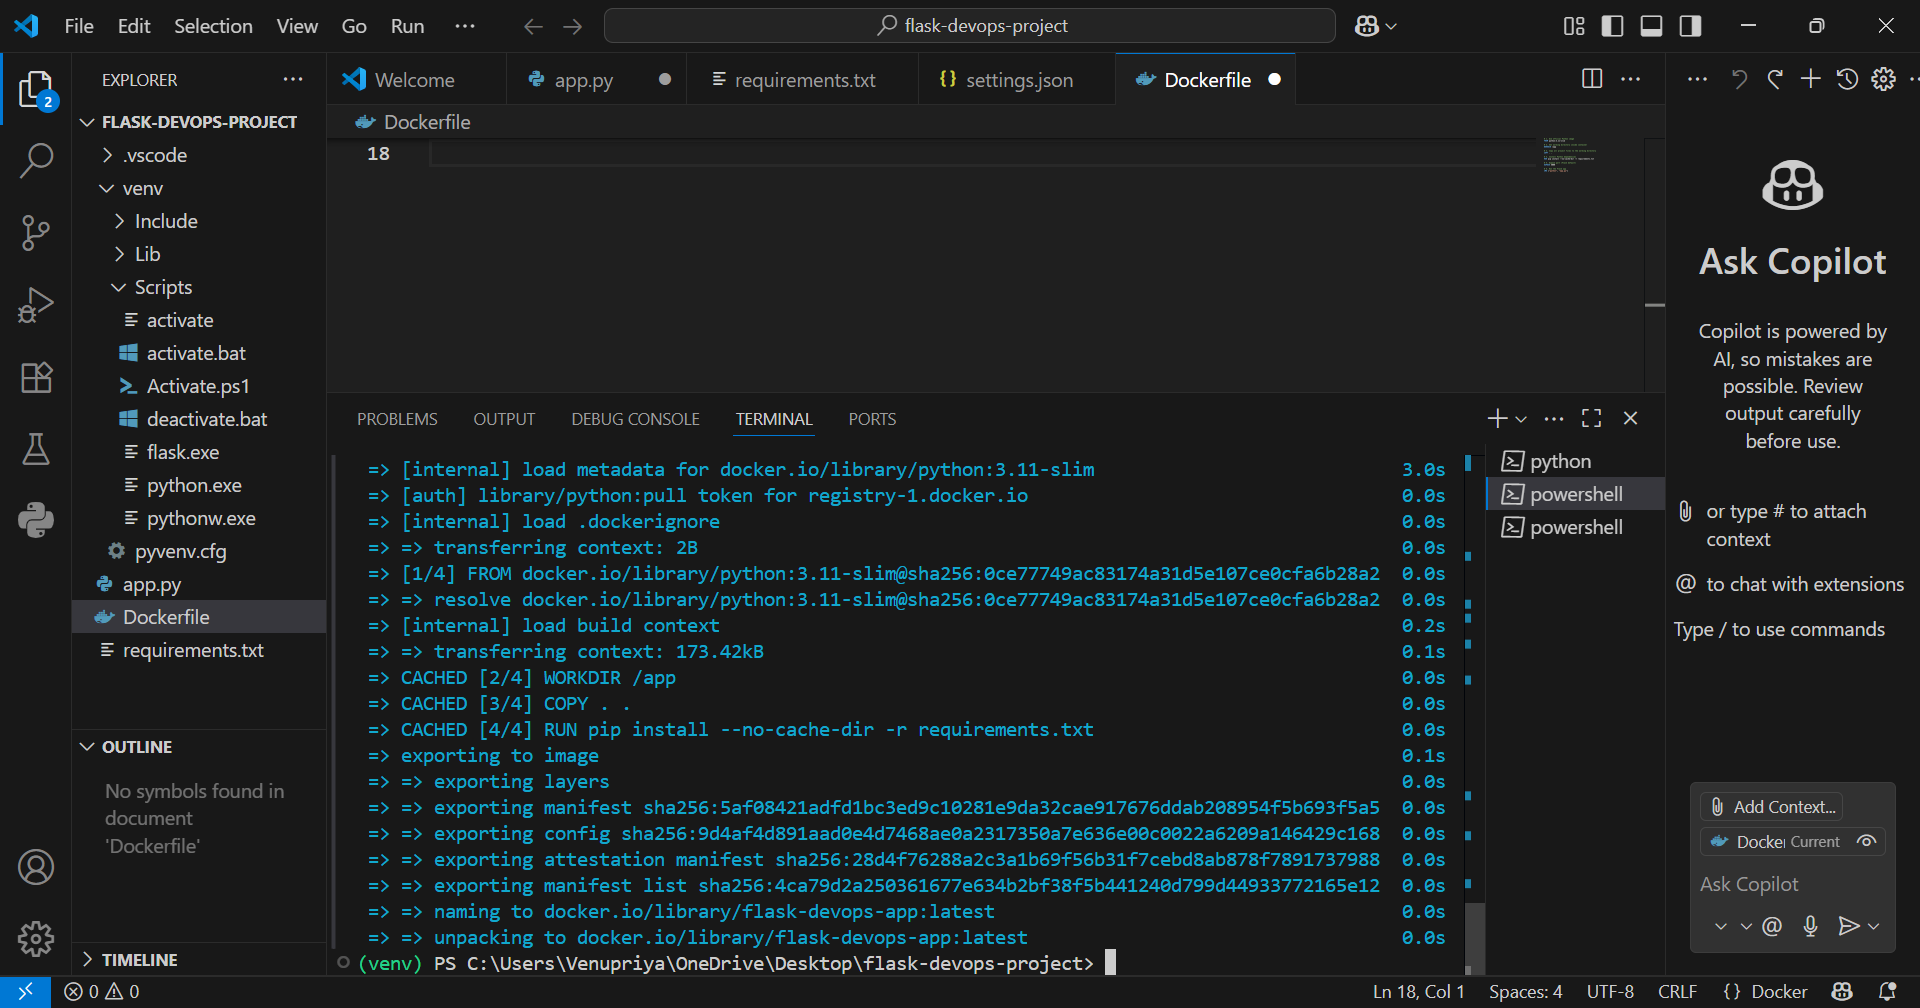 File Edit Selection View Go Run ··· flask-devops-project
EXPLORER ···
2
FLASK-DEVOPS-PROJECT
.vscode
venv
Include
Lib
Scripts
activate
activate.bat
Activate.ps1
deactivate.bat
flask.exe
python.exe
pythonw.exe
pyvenv.cfg
app.py
Dockerfile
requirements.txt
OUTLINE
No symbols found in
document
'Dockerfile'
TIMELINE
Welcome app.py requirements.txt {} settings.json Dockerfile
Dockerfile
18
PROBLEMS OUTPUT DEBUG CONSOLE TERMINAL PORTS
=> [internal] load metadata for docker.io/library/python:3.11-slim 3.0s
=> [auth] library/python:pull token for registry-1.docker.io 0.0s
=> [internal] load .dockerignore 0.0s
=> => transferring context: 2B 0.0s
=> [1/4] FROM docker.io/library/python:3.11-slim@sha256:0ce77749ac83174a31d5e107ce0cfa6b28a2 0.0s
=> => resolve docker.io/library/python:3.11-slim@sha256:0ce77749ac83174a31d5e107ce0cfa6b28a2 0.0s
=> [internal] load build context 0.2s
=> => transferring context: 173.42kB 0.1s
=> CACHED [2/4] WORKDIR /app 0.0s
=> CACHED [3/4] COPY . . 0.0s
=> CACHED [4/4] RUN pip install --no-cache-dir -r requirements.txt 0.0s
=> exporting to image 0.1s
=> => exporting layers 0.0s
=> => exporting manifest sha256:5af08421adfd1bc3ed9c10281e9da32cae917676ddab208954f5b693f5a5 0.0s
=> => exporting config sha256:9d4af4d891aad0e4d7468ae0a2317350a7e636e00c0022a6209a146429c168 0.0s
=> => exporting attestation manifest sha256:28d4f76288a2c3a1b69f56b31f7cebd8ab878f7891737988 0.0s
=> => exporting manifest list sha256:4ca79d2a250361677e634b2bf38f5b441240d799d44933772165e12 0.0s
=> => naming to docker.io/library/flask-devops-app:latest 0.0s
=> => unpacking to docker.io/library/flask-devops-app:latest 0.0s
(venv) PS C:\Users\Venupriya\OneDrive\Desktop\flask-devops-project>
python
powershell
powershell
Ask Copilot
Copilot is powered by
AI, so mistakes are
possible. Review
output carefully
before use.
or type # to attach
context
@ to chat with extensions
Type / to use commands
Add Context...
Docker Current
Ask Copilot
@
0 0 Ln 18, Col 1 Spaces: 4 UTF-8 CRLF {} Docker